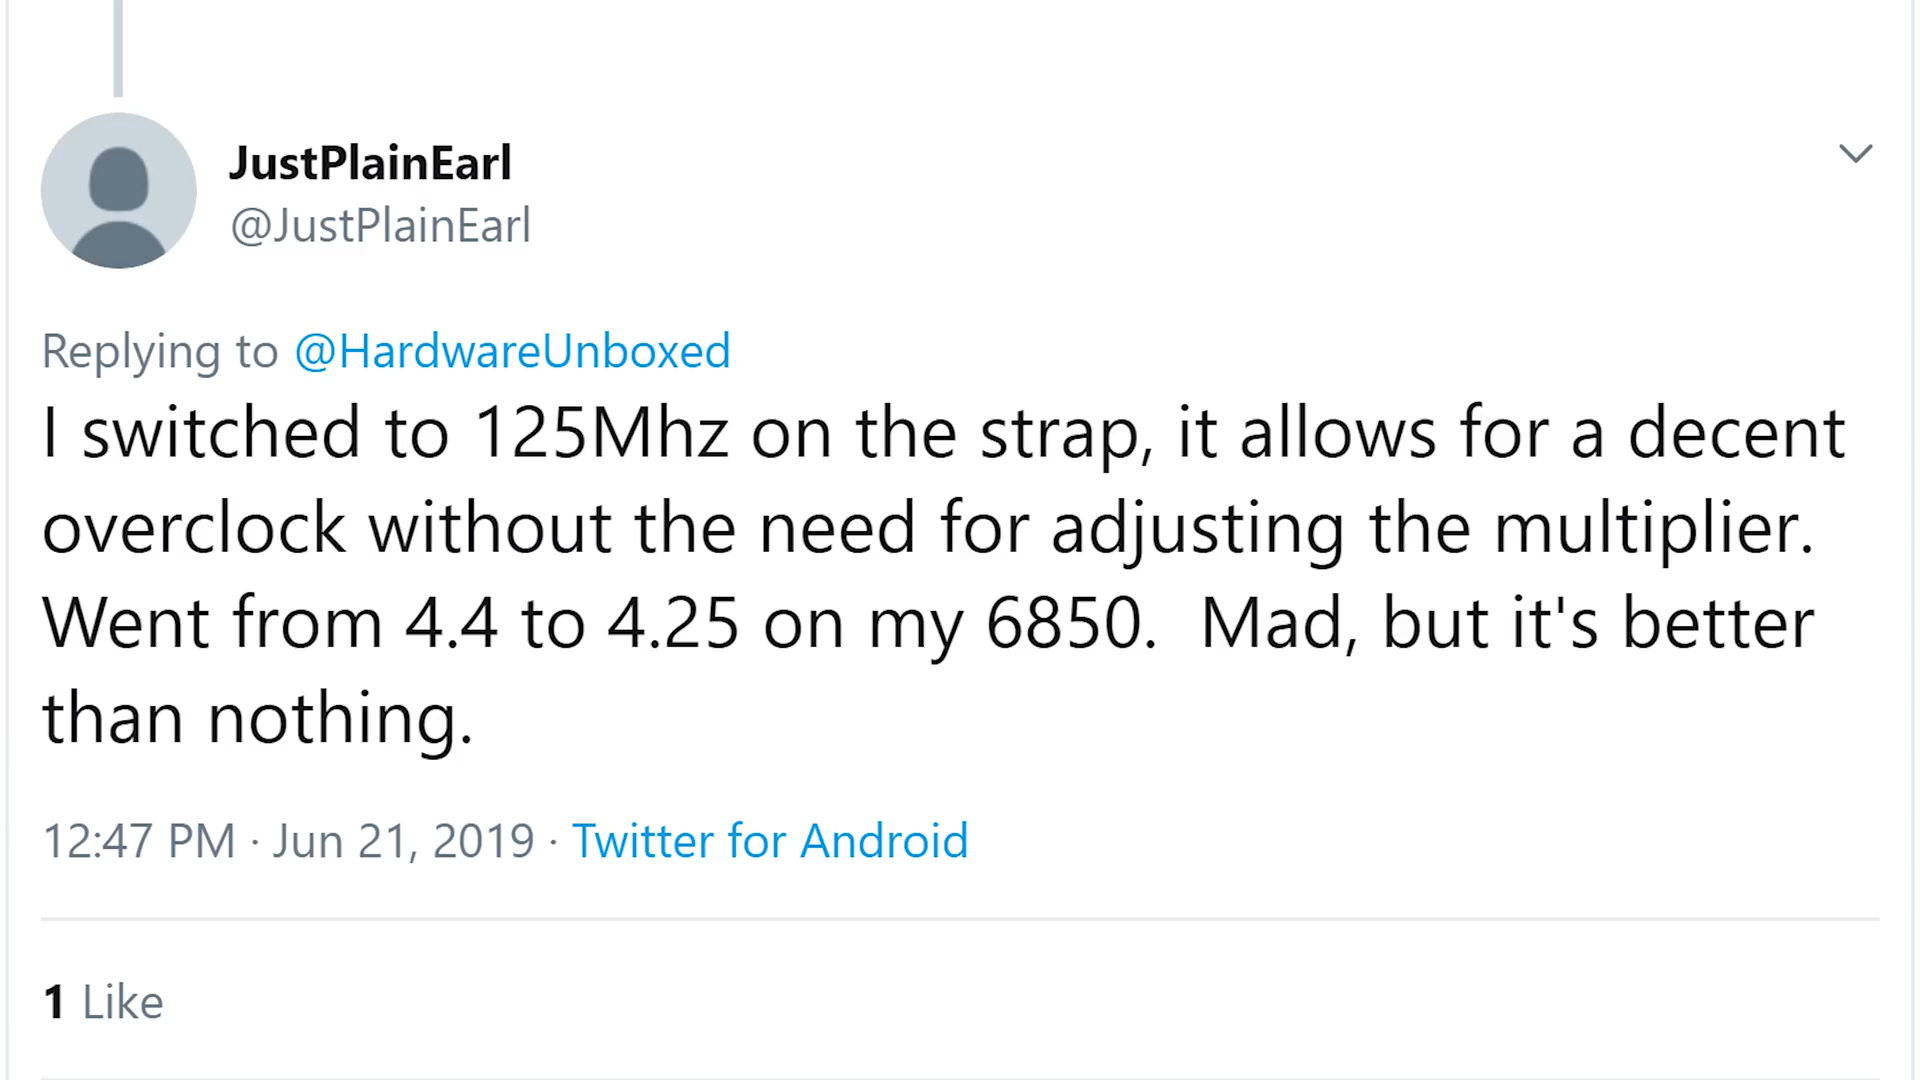 JustPlainEarl
@JustPlainEarl
Replying to @HardwareUnboxed
I switched to 125Mhz on the strap, it allows for a decent
overclock without the need for adjusting the multiplier.
Went from 4.4 to 4.25 on my 6850.  Mad, but it's better
than nothing.
12:47 PM · Jun 21, 2019 · Twitter for Android
1 Like